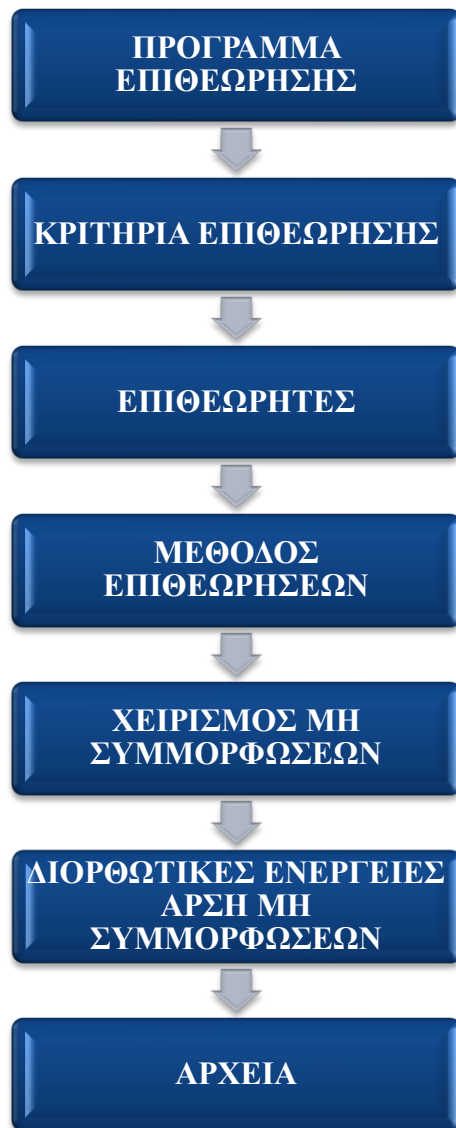 ΠΡΟΓΡΑΜΜΑ
ΕΠΙΘΕΩΡΗΣΗΣ
ΚΡΙΤΗΡΙΑ ΕΠΙΘΕΩΡΗΣΗΣ
ΕΠΙΘΕΩΡΗΤΕΣ
ΜΕΘΟΔΟΣ
ΕΠΙΘΕΩΡΗΣΕΩΝ
ΧΕΙΡΙΣΜΟΣ ΜΗ
ΣΥΜΜΟΡΦΩΣΕΩΝ
ΔΙΟΡΘΩΤΙΚΕΣ ΕΝΕΡΓΕΙΕΣ
ΑΡΣΗ ΜΗ
ΣΥΜΜΟΡΦΩΣΕΩΝ
ΑΡΧΕΙΑ